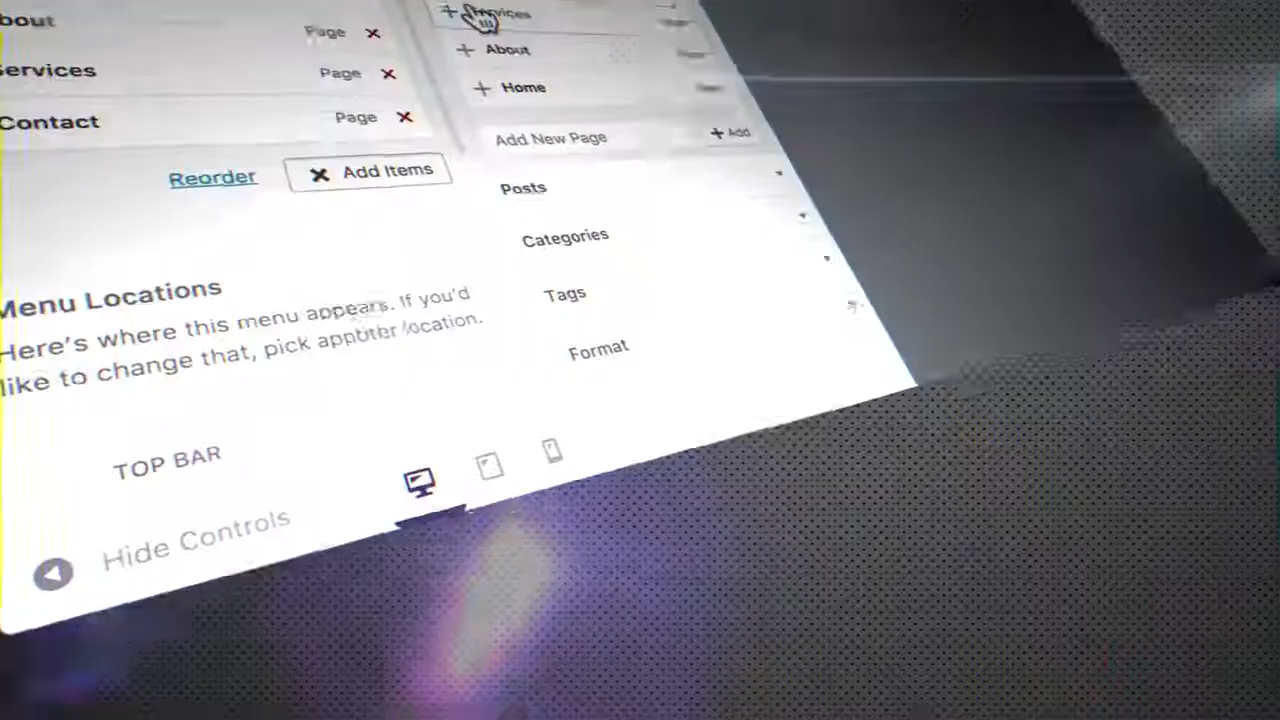 bout
Page
ervices
Page
Contact
Page
Reorder
Add Items
Menu Locations
Here's where this menu appears. If you'd
like to change that, pick location.
TOP BAR
Hide Controls
Services
About
Home
Add New Page
Add
Posts
Categories
Tags
Format